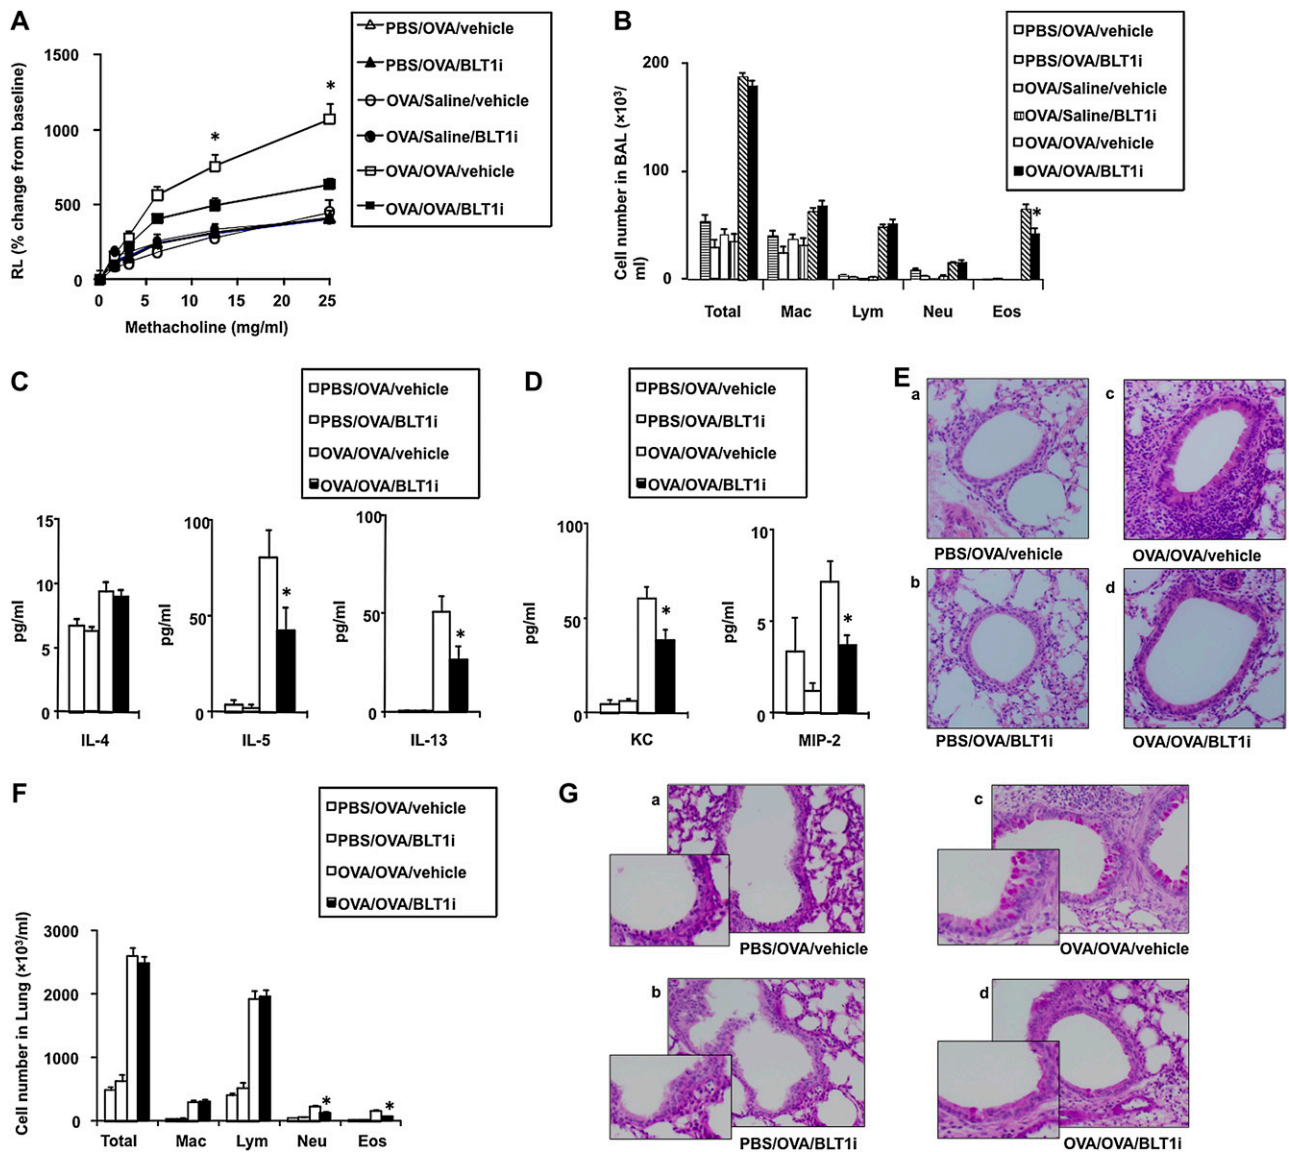 A
PBS/OVA/vehicle
PBS/OVA/BLT1i
OVA/Saline/vehicle
OVA/Saline/BLT1i
OVA/OVA/vehicle
OVA/OVA/BLT1i
RL (% change from baseline)
1500
1000
500
0
0 5 10 15 20 25
Methacholine (mg/ml)
*
*
B
PBS/OVA/vehicle
PBS/OVA/BLT1i
OVA/Saline/vehicle
OVA/Saline/BLT1i
OVA/OVA/vehicle
OVA/OVA/BLT1i
Cell number in BAL (×10³/
ml)
200
100
0
*
Total Mac Lym Neu Eos
C
PBS/OVA/vehicle
PBS/OVA/BLT1i
OVA/OVA/vehicle
OVA/OVA/BLT1i
pg/ml
15
10
5
0
IL-4
pg/ml
100
50
0
*
IL-5
pg/ml
100
50
0
*
IL-13
D
PBS/OVA/vehicle
PBS/OVA/BLT1i
OVA/OVA/vehicle
OVA/OVA/BLT1i
pg/ml
100
50
0
*
KC
pg/ml
10
5
0
*
MIP-2
E
a
PBS/OVA/vehicle
c
OVA/OVA/vehicle
b
PBS/OVA/BLT1i
d
OVA/OVA/BLT1i
F
PBS/OVA/vehicle
PBS/OVA/BLT1i
OVA/OVA/vehicle
OVA/OVA/BLT1i
Cell number in Lung (×10³/ml)
3000
2000
1000
0
*
*
Total Mac Lym Neu Eos
G
a
PBS/OVA/vehicle
c
OVA/OVA/vehicle
b
PBS/OVA/BLT1i
d
OVA/OVA/BLT1i